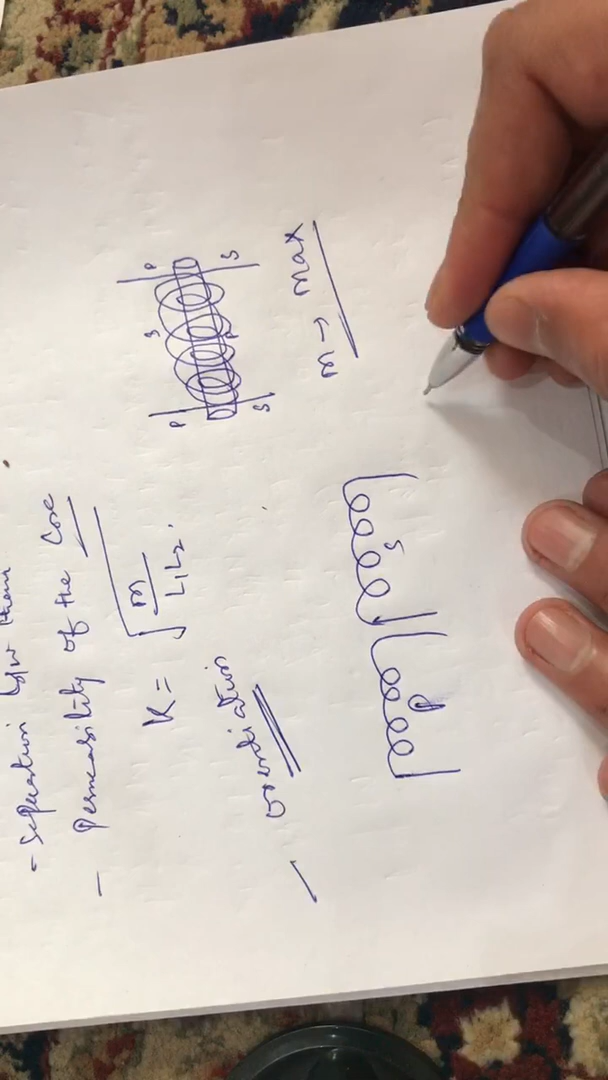 - Separation b/w them
- Permeability of the Core
K = √m/L₁L₂.
- orientation
P S
S P
P S
m → max
S P